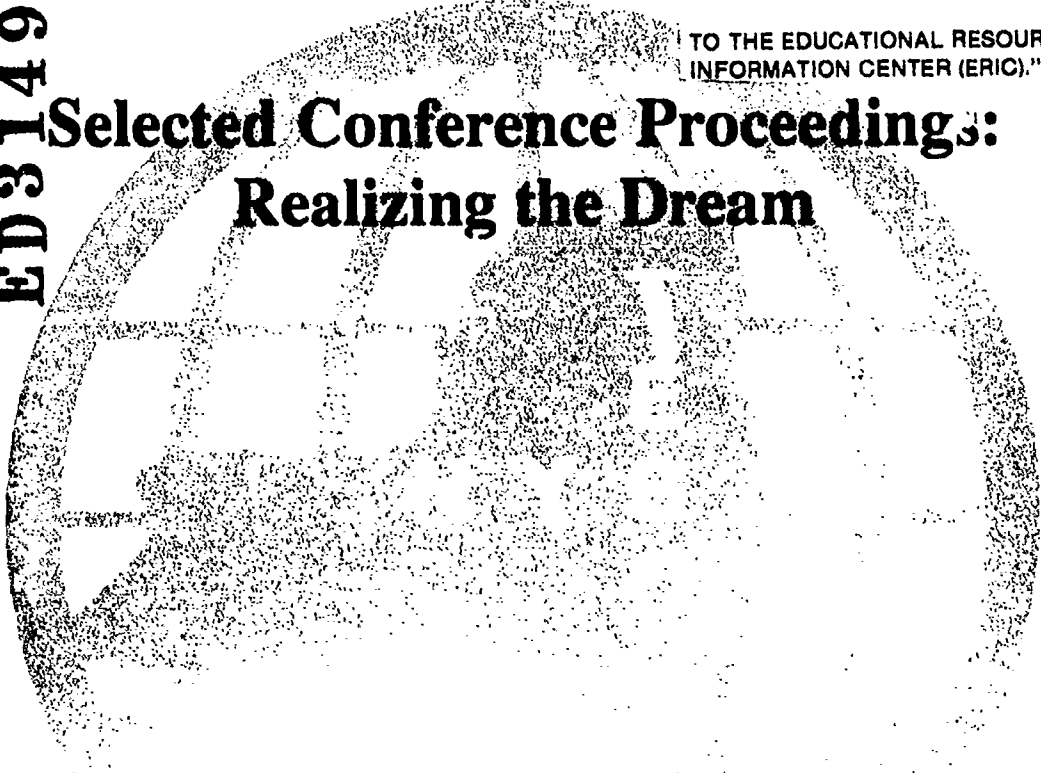 ED3149
TO THE EDUCATIONAL RESOUR
INFORMATION CENTER (ERIC)."
Selected Conference Proceedings:
Realizing the Dream